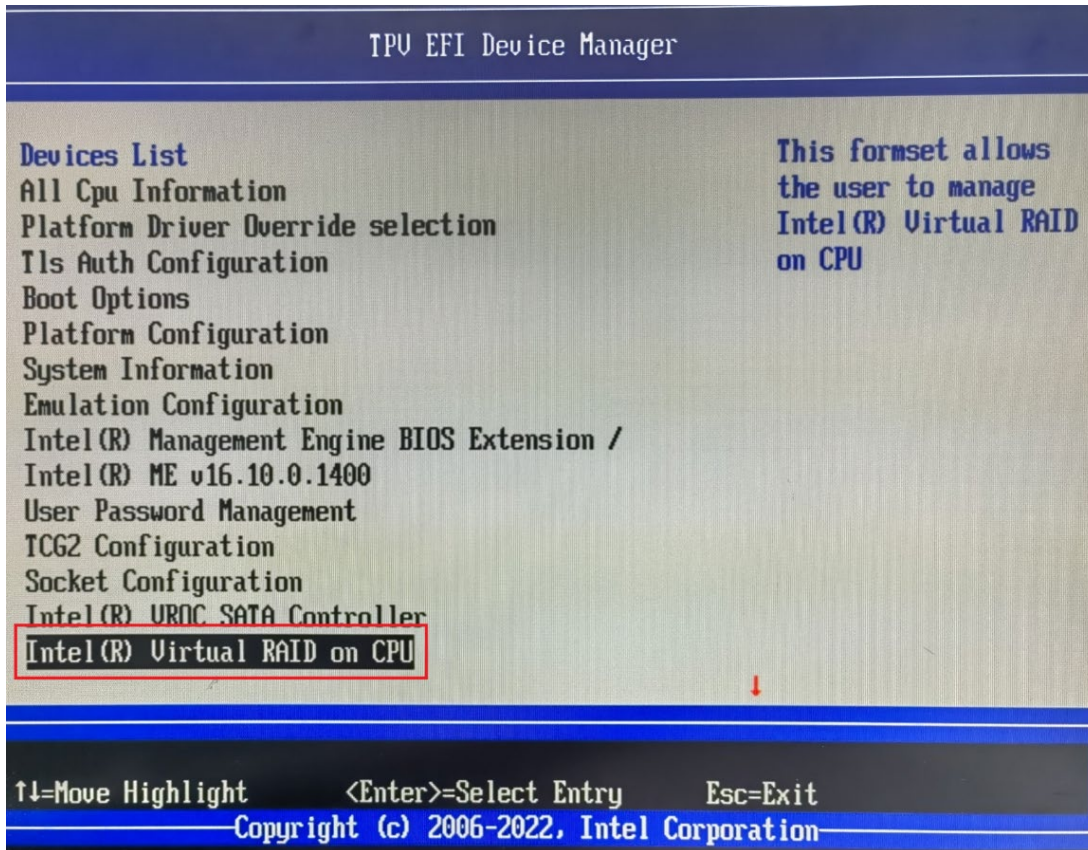 TPV EFI Device Manager
Devices List
All Cpu Information
Platform Driver Override selection
Tls Auth Configuration
Boot Options
Platform Configuration
System Information
Emulation Configuration
Intel(R) Management Engine BIOS Extension /
Intel(R) ME v16.10.0.1400
User Password Management
TCG2 Configuration
Socket Configuration
Intel(R) VROC SATA Controller
Intel(R) Virtual RAID on CPU
This formset allows
the user to manage
Intel(R) Virtual RAID
on CPU
↓
↑↓=Move Highlight <Enter>=Select Entry Esc=Exit
Copyright (c) 2006-2022, Intel Corporation